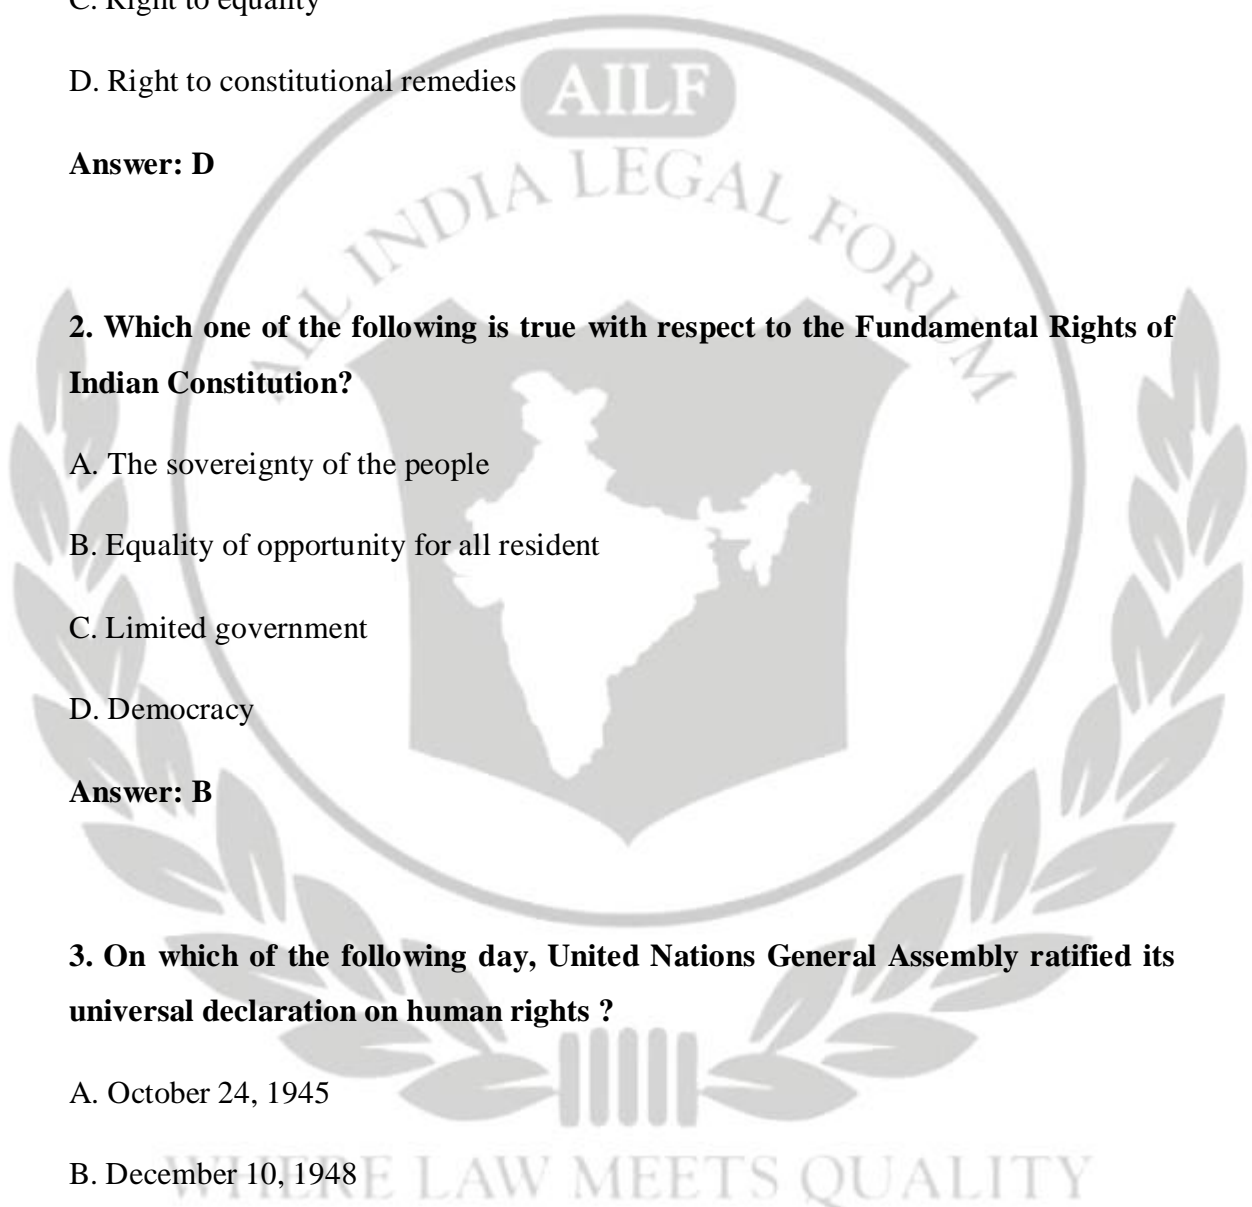 C. Right to equality
D. Right to constitutional remedies
AILF
Answer: D
ALL INDIA LEGAL FORUM
2. Which one of the following is true with respect to the Fundamental Rights of
Indian Constitution?
A. The sovereignty of the people
B. Equality of opportunity for all resident
C. Limited government
D. Democracy
Answer: B
3. On which of the following day, United Nations General Assembly ratified its
universal declaration on human rights ?
A. October 24, 1945
B. December 10, 1948
WHERE LAW MEETS QUALITY